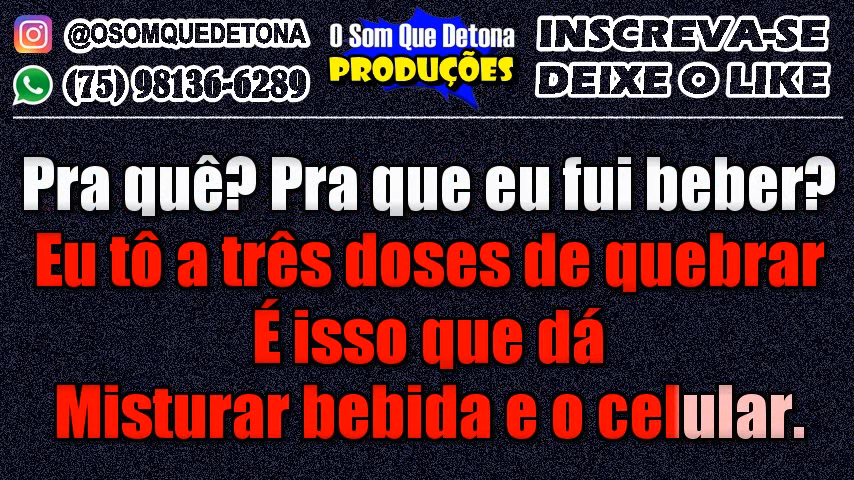 @OSOMQUEDETONA
(75) 98136-6289
O Som Que Detona
PRODUÇÕES
INSCREVA-SE
DEIXE O LIKE
Pra quê? Pra que eu fui beber?
Eu tô a três doses de quebrar
É isso que dá
Misturar bebida e o celular.